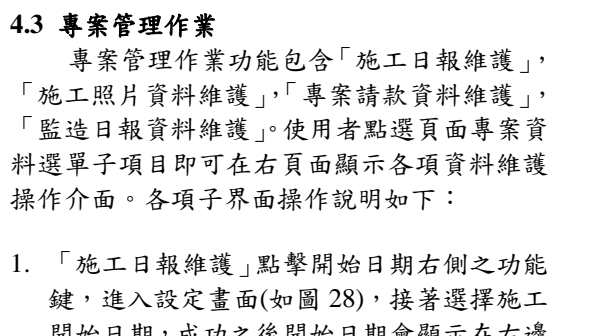 4.3 專案管理作業
專案管理作業功能包含「施工日報維護」，
「施工照片資料維護」，「專案請款資料維護」，
「監造日報資料維護」。使用者點選頁面專案資
料選單子項目即可在右頁面顯示各項資料維護
操作介面。各項子界面操作說明如下：
1. 「施工日報維護」點擊開始日期右側之功能
鍵，進入設定畫面(如圖 28)，接著選擇施工
開始日期，成功之後開始日期會顯示在右邊